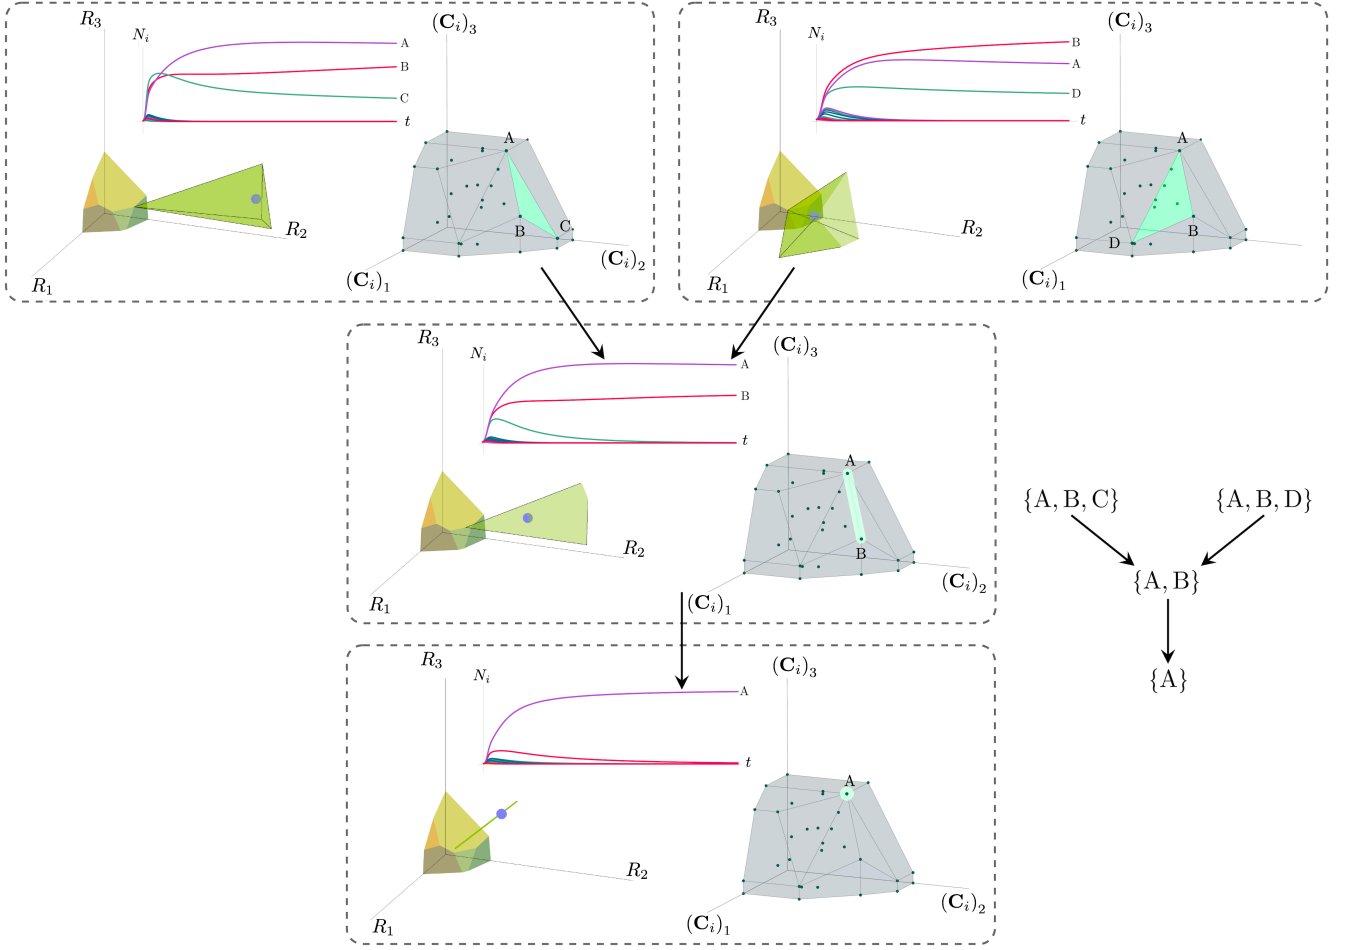 R₃
Nᵢ
A
B
C
t
R₂
R₁
(Cᵢ)₃
A
B
C
(Cᵢ)₂
(Cᵢ)₁
R₃
Nᵢ
B
A
D
t
R₂
R₁
(Cᵢ)₃
A
B
D
(Cᵢ)₁
R₃
Nᵢ
A
B
t
R₂
R₁
(Cᵢ)₃
A
B
(Cᵢ)₂
(Cᵢ)₁
{A, B, C}
{A, B, D}
{A, B}
{A}
R₃
Nᵢ
A
t
R₂
R₁
(Cᵢ)₃
A
(Cᵢ)₂
(Cᵢ)₁